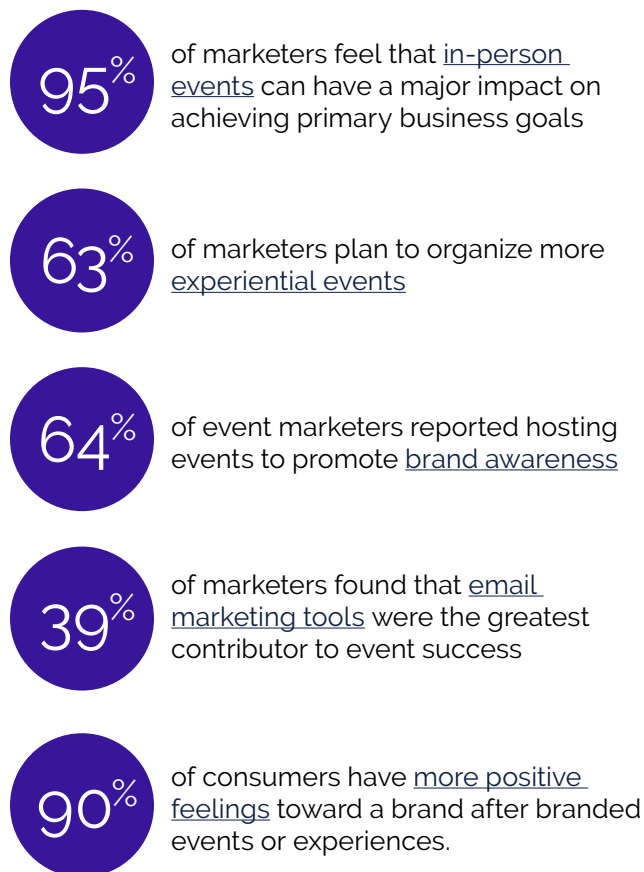 95%
of marketers feel that in-person
events can have a major impact on
achieving primary business goals
63%
of marketers plan to organize more
experiential events
64%
of event marketers reported hosting
events to promote brand awareness
39%
of marketers found that email
marketing tools were the greatest
contributor to event success
90%
of consumers have more positive
feelings toward a brand after branded
events or experiences.